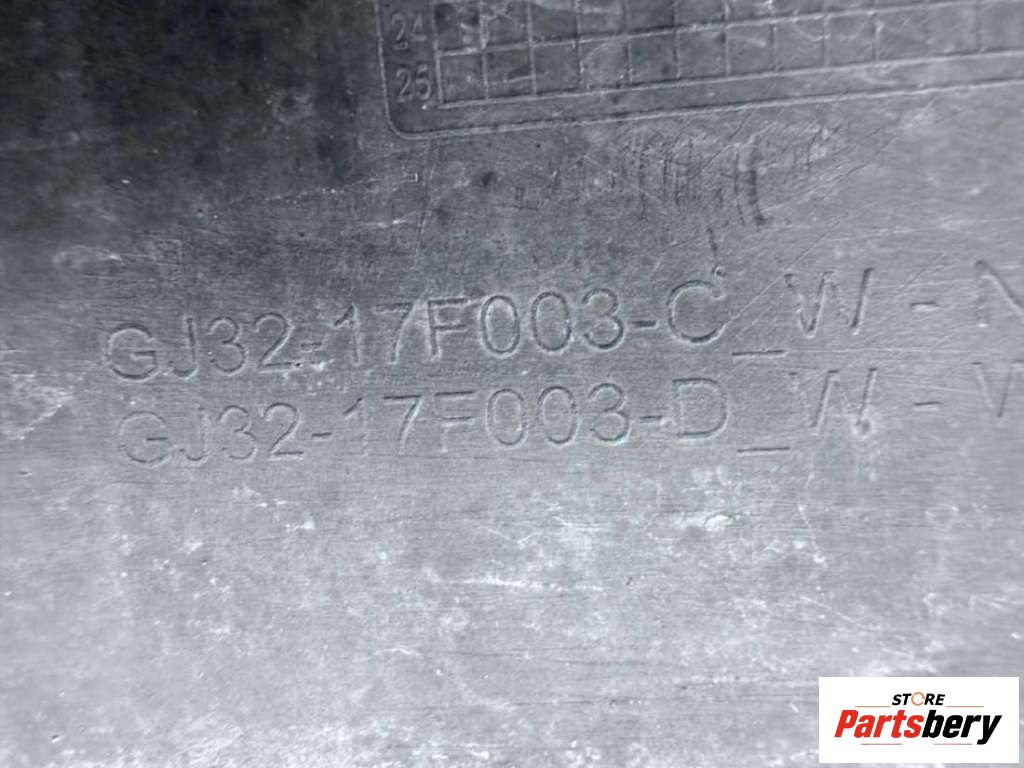 24
25
GJ32-17F003-C_W-N
GJ32-17F003-D_W-
STORE
Partsbery